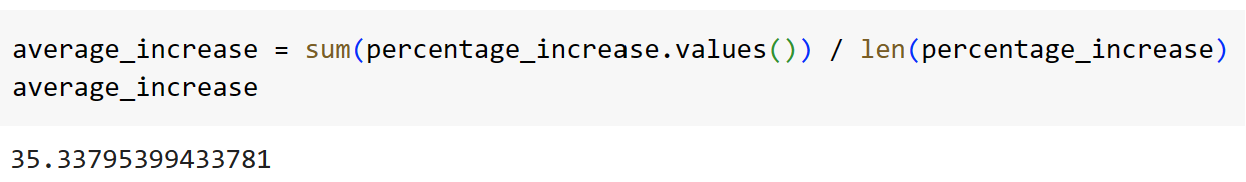 average_increase = sum(percentage_increase.values()) / len(percentage_increase)
average_increase
35.33795399433781